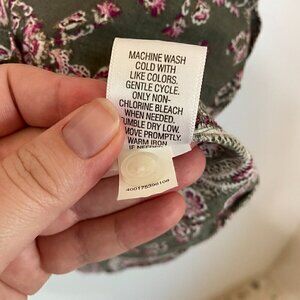 MACHINE WASH
COLD WITH
LIKE COLORS.
GENTLE CYCLE.
ONLY NON-
CHLORINE BLEACH
WHEN NEEDED.
TUMBLE DRY LOW.
REMOVE PROMPTLY.
WARM IRON
IF